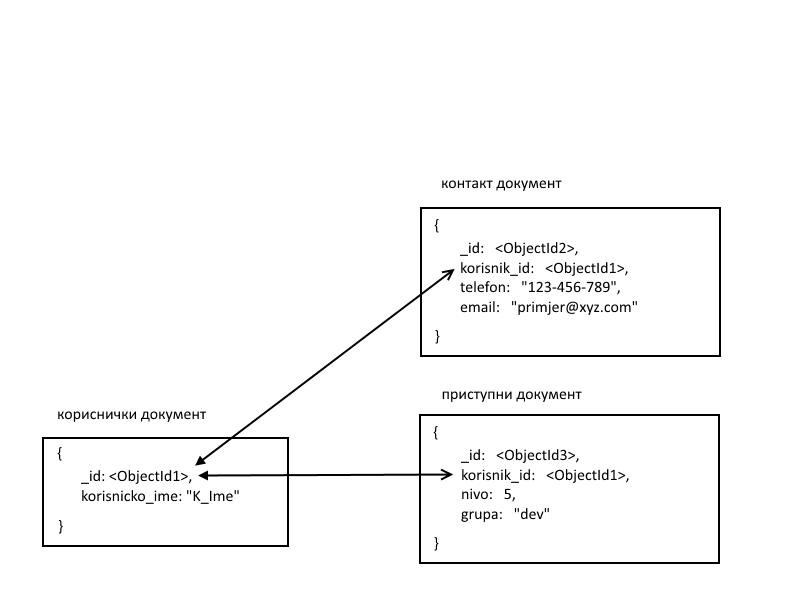 контакт документ
{
_id: <ObjectId2>,
korisnik_id: <ObjectId1>,
telefon: "123-456-789",
email: "primjer@xyz.com"
}
приступни документ
{
_id: <ObjectId3>,
korisnik_id: <ObjectId1>,
nivo: 5,
grupa: "dev"
}
кориснички документ
{
_id: <ObjectId1>,
korisnicko_ime: "K_Ime"
}